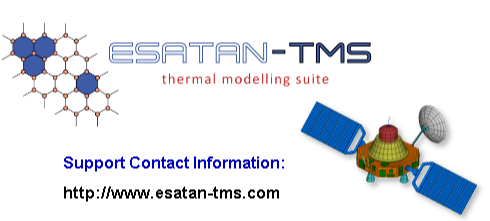 ESATAN-TMS
thermal modelling suite
Support Contact Information:
http://www.esatan-tms.com